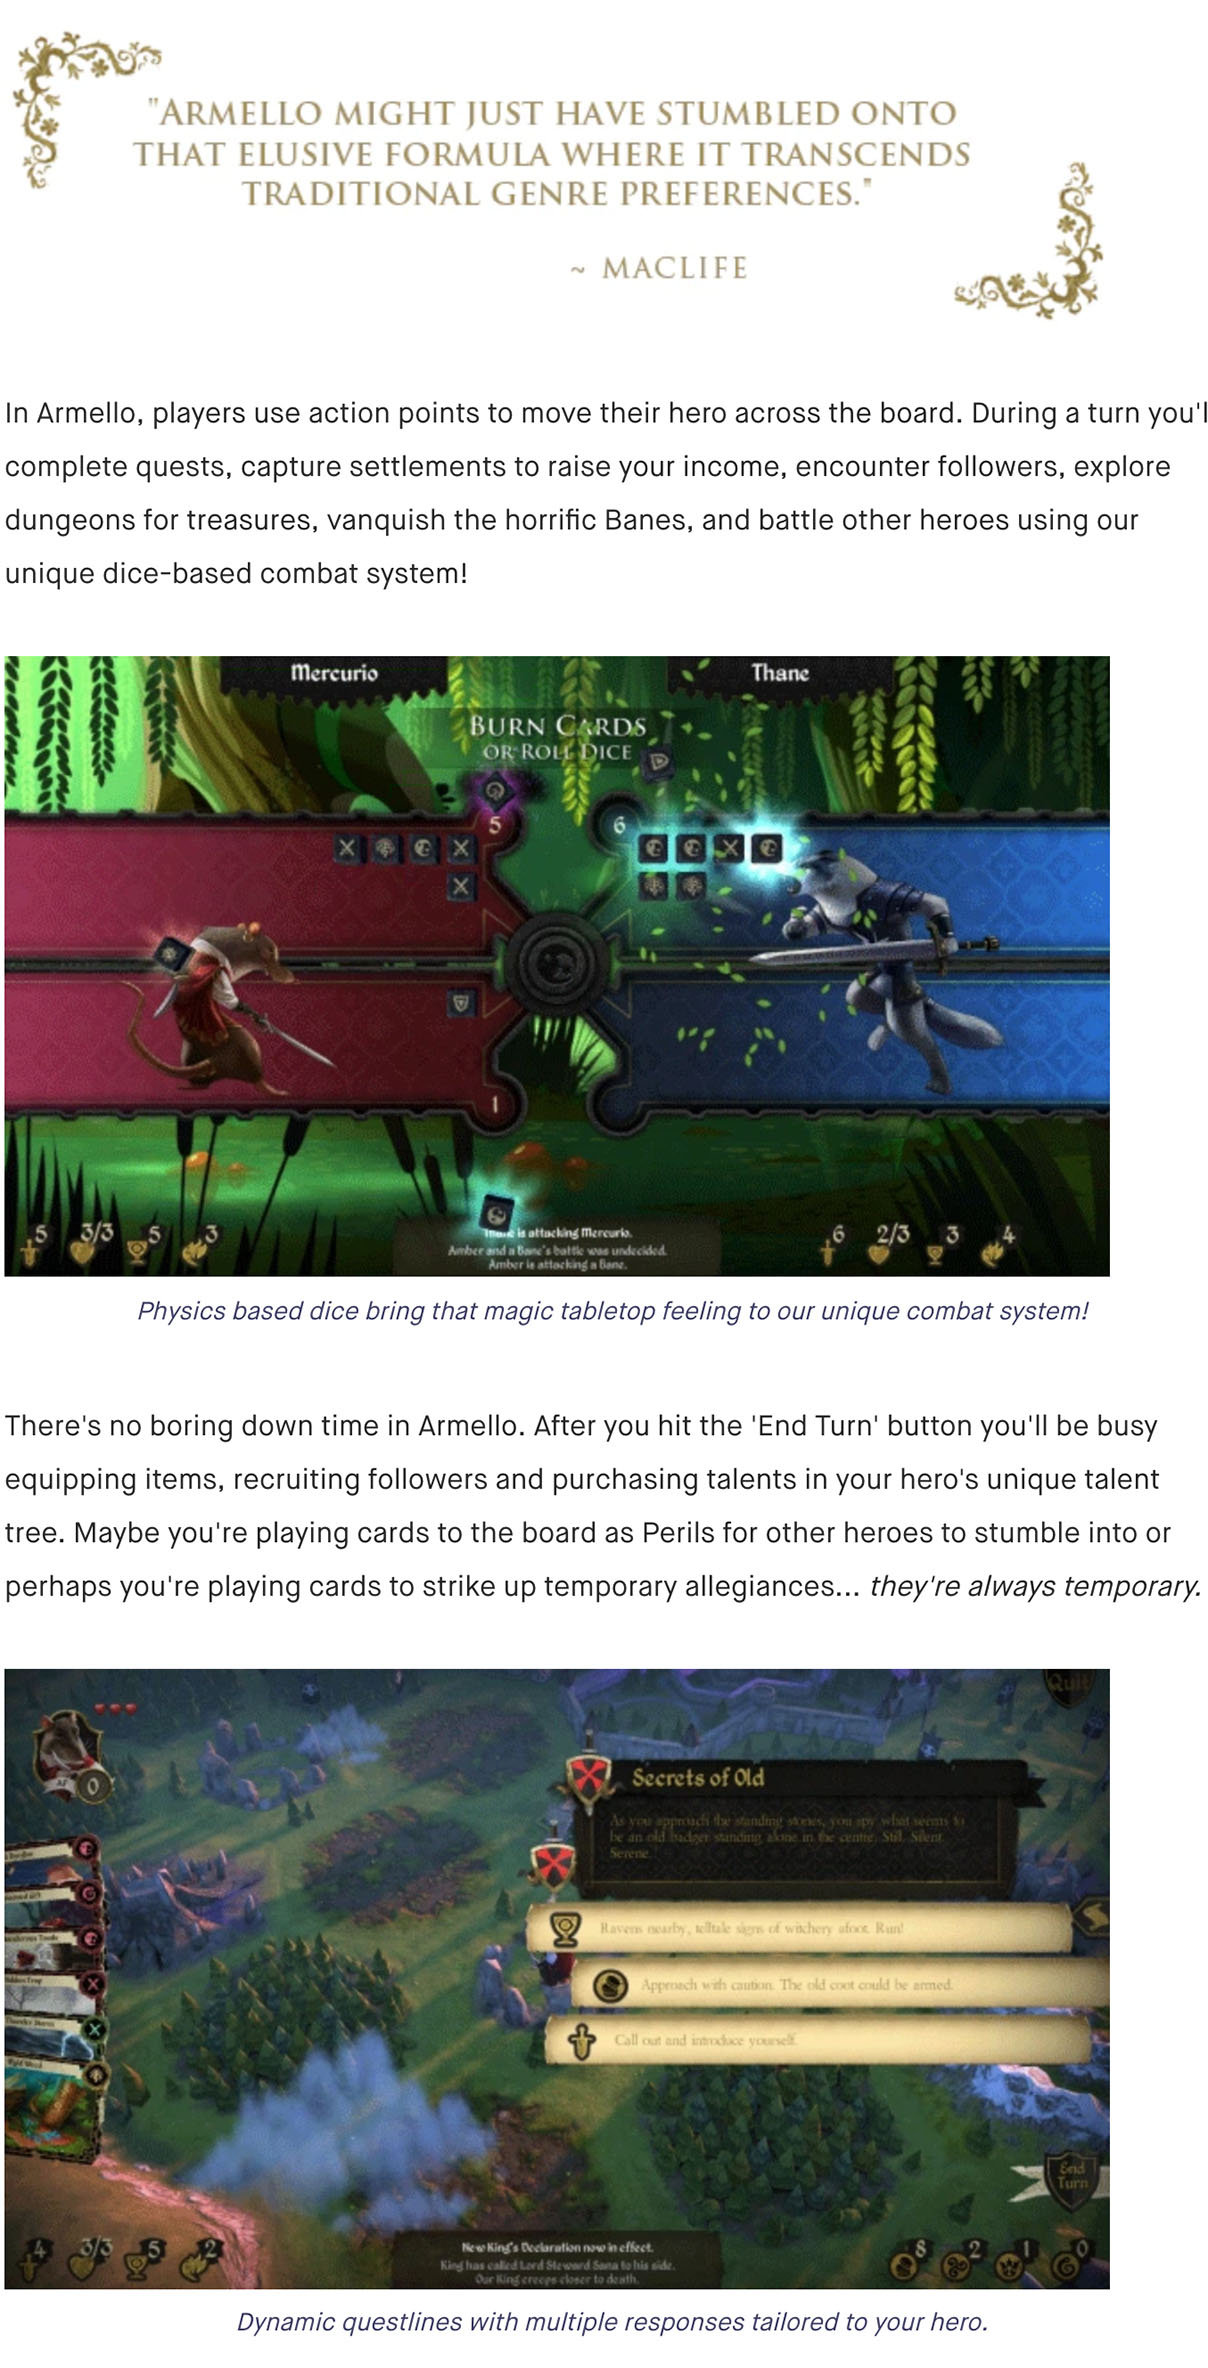 "ARMELLO MIGHT JUST HAVE STUMBLED ONTO
THAT ELUSIVE FORMULA WHERE IT TRANSCENDS
TRADITIONAL GENRE PREFERENCES."
~ MACLIFE
In Armello, players use action points to move their hero across the board. During a turn you'l
complete quests, capture settlements to raise your income, encounter followers, explore
dungeons for treasures, vanquish the horrific Banes, and battle other heroes using our
unique dice-based combat system!
Mercurio
Thane
BURN CARDS
OR ROLL DICE
5
6
1
is attacking Mercurio.
Amber and a Bane's battle was undecided.
Amber is attacking a Bane.
5 3/3 5 3
6 2/3 3 4
Physics based dice bring that magic tabletop feeling to our unique combat system!
There's no boring down time in Armello. After you hit the 'End Turn' button you'll be busy
equipping items, recruiting followers and purchasing talents in your hero's unique talent
tree. Maybe you're playing cards to the board as Perils for other heroes to stumble into or
perhaps you're playing cards to strike up temporary allegiances... they're always temporary.
Quit
AP 0
Secrets of Old
As you approach the standing stones, you spy what seems to
be an old badger standing alone in the centre. Still. Silent.
Serene.
Ravens nearby, telltale signs of witchery afoot. Run!
Approach with caution. The old coot could be armed.
Call out and introduce yourself.
End
Turn
New King's Declaration now in effect.
King has called Lord Steward Sana to his side.
Our King creeps closer to death.
4 3/3 5 2
8 2 1 0
Dynamic questlines with multiple responses tailored to your hero.